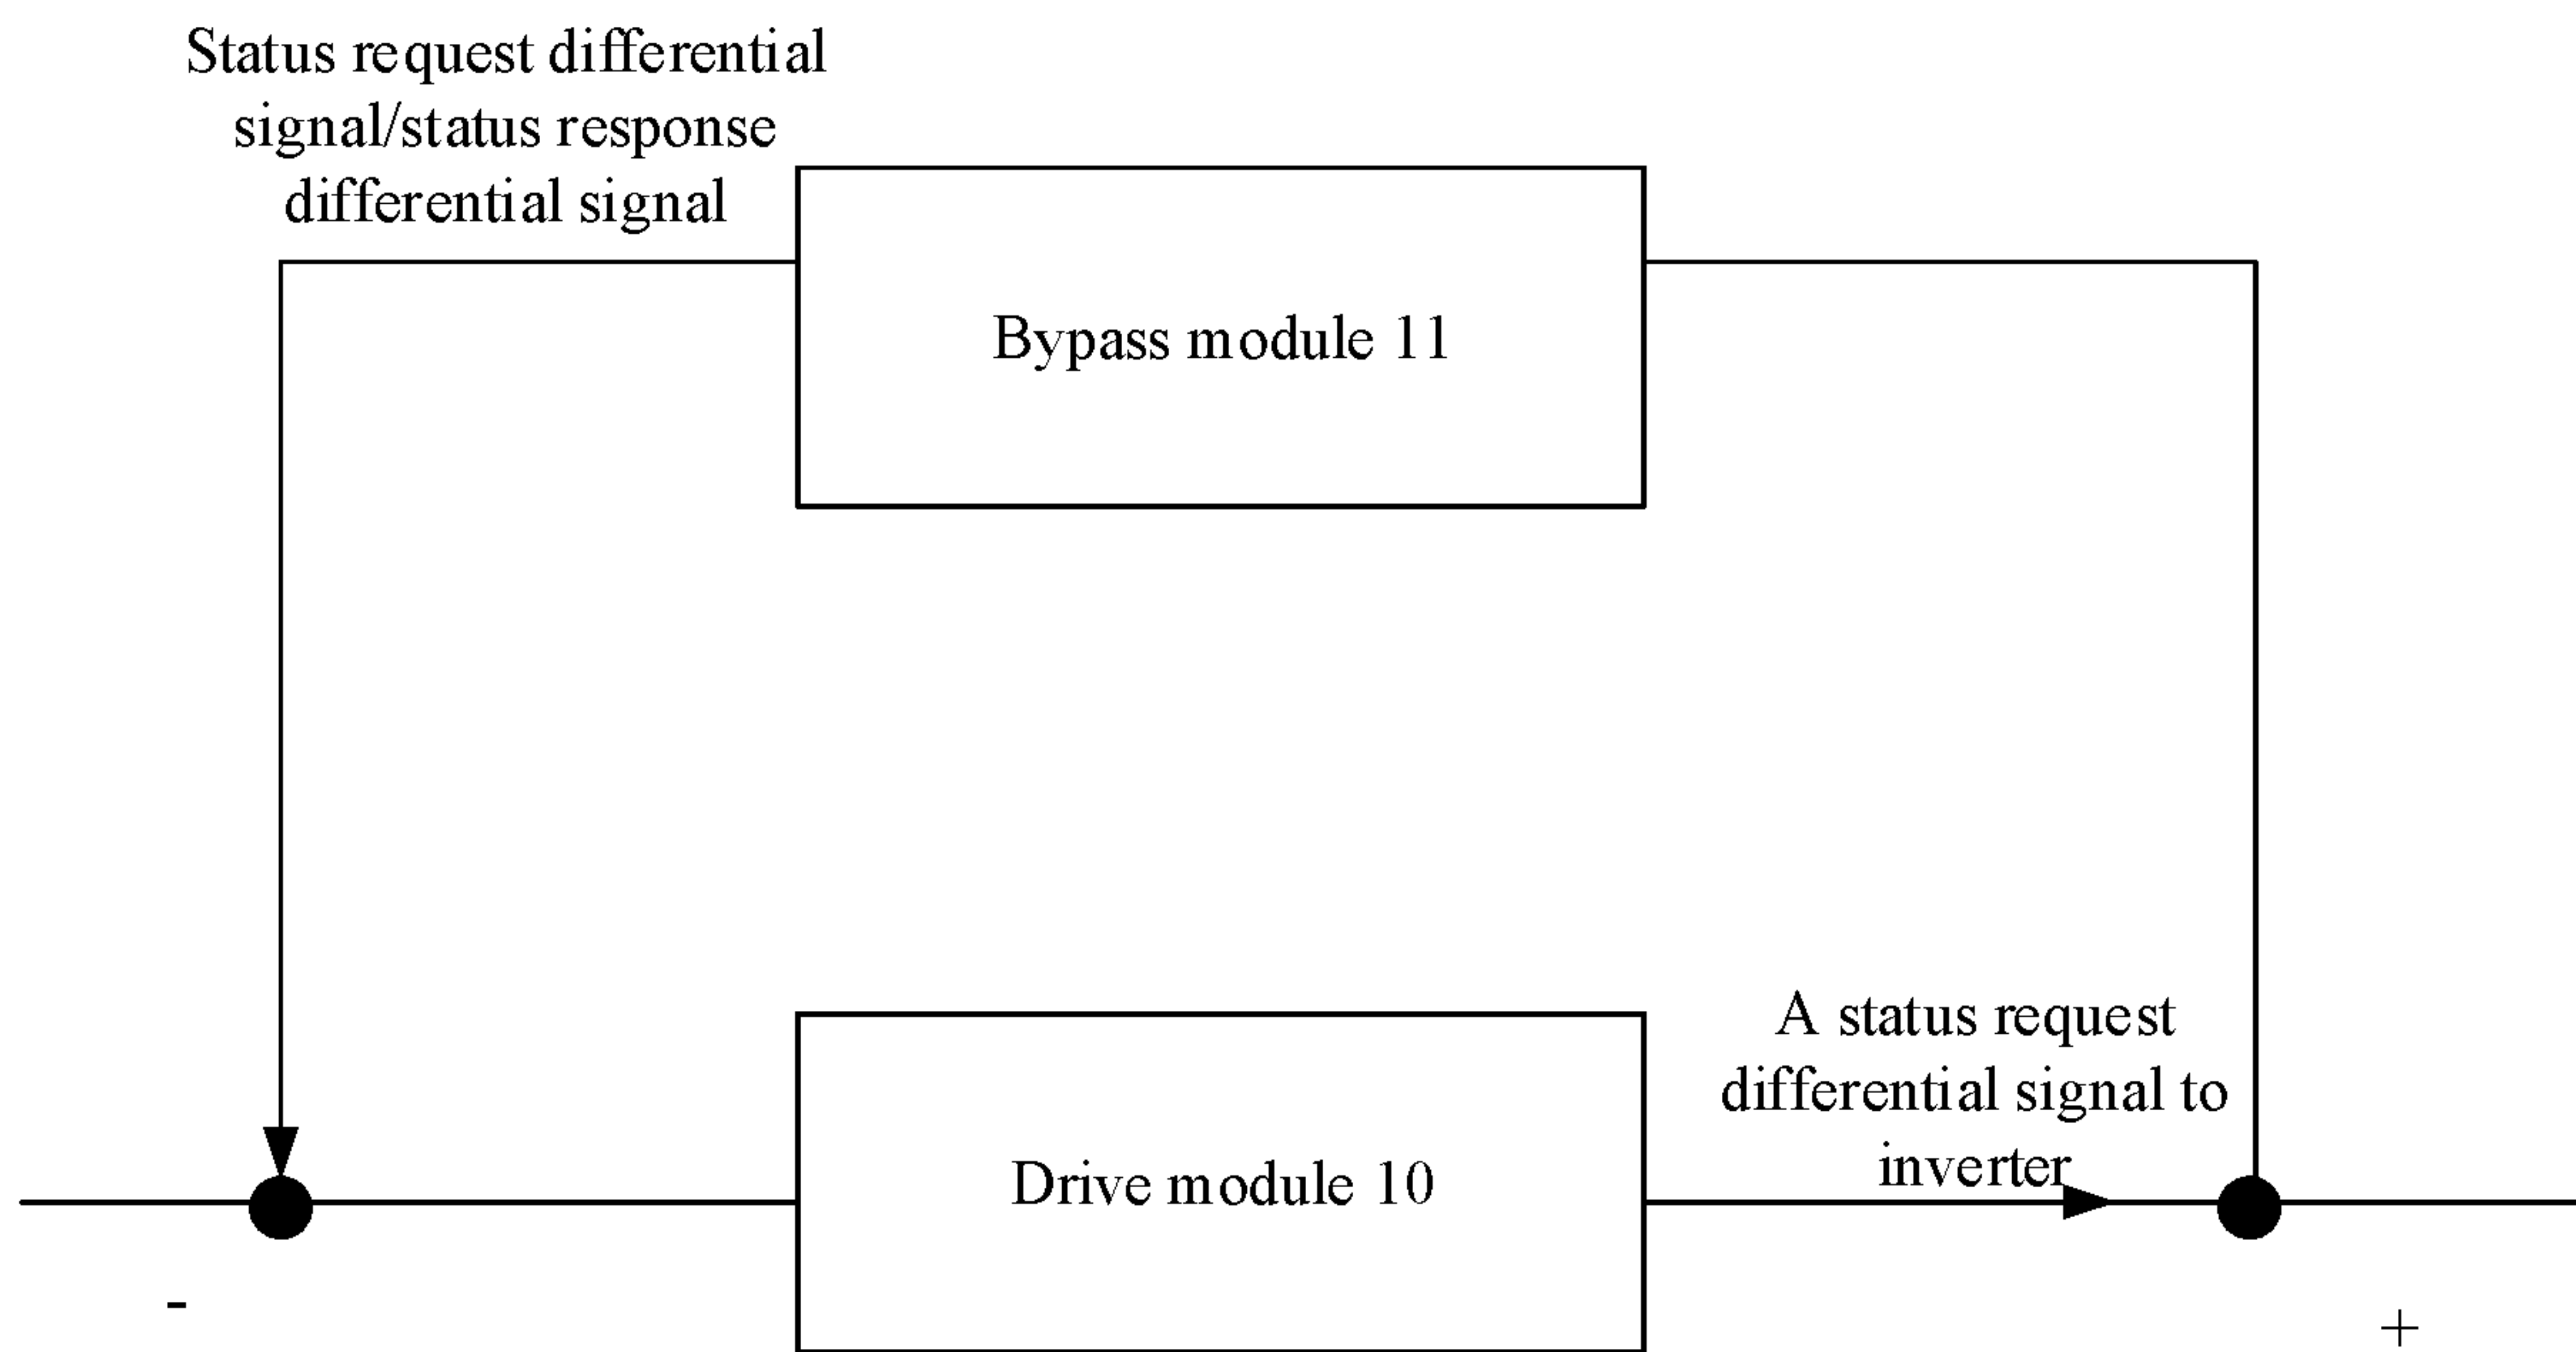 Status request differential
signal/status response
differential signal
Bypass module 11
A status request
differential signal to
inverter
Drive module 10
-
+